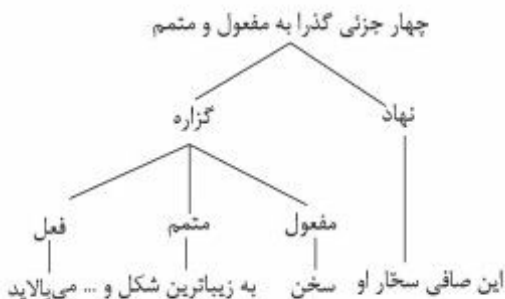 چهار جزئی گذرا به مفعول و متمم
نهاد گزاره
مفعول متمم فعل
این صافی سحّار او سخن به زیباترین شکل و ... می‌پالاید